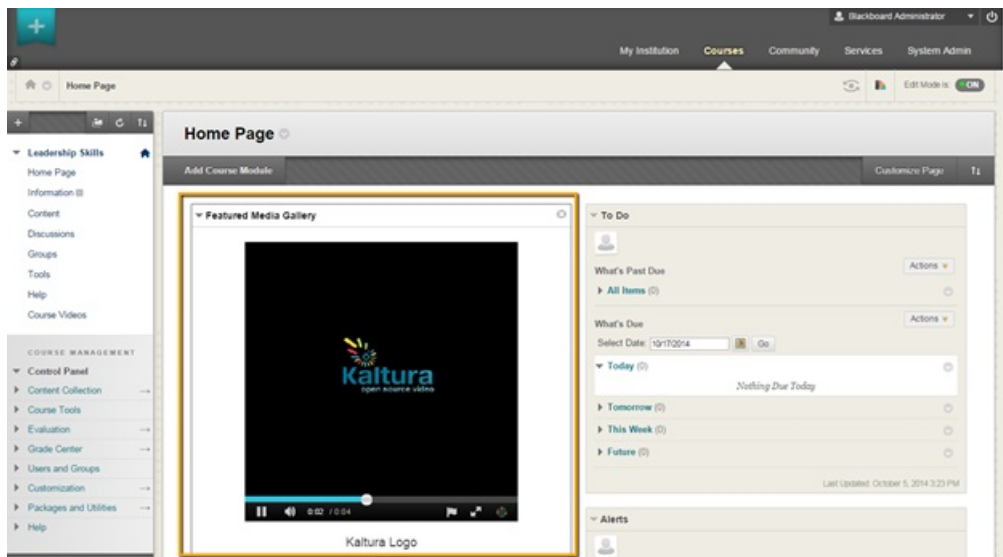 Blackboard Administrator
My Institution Courses Community Services System Admin
Home Page
Edit Mode is: ON
Leadership Skills
Home Page
Information
Content
Discussions
Groups
Tools
Help
Course Videos
COURSE MANAGEMENT
Control Panel
Content Collection
Course Tools
Evaluation
Grade Center
Users and Groups
Customization
Packages and Utilities
Help
Home Page
Add Course Module
Customize Page
Featured Media Gallery
Kaltura
open source video
0:02 / 0:04
Kaltura Logo
To Do
What's Past Due
Actions
All Items (0)
What's Due
Actions
Select Date: 10/17/2014 Go
Today (0)
Nothing Due Today
Tomorrow (0)
This Week (0)
Future (0)
Last Updated: October 5, 2014 3:23 PM
Alerts